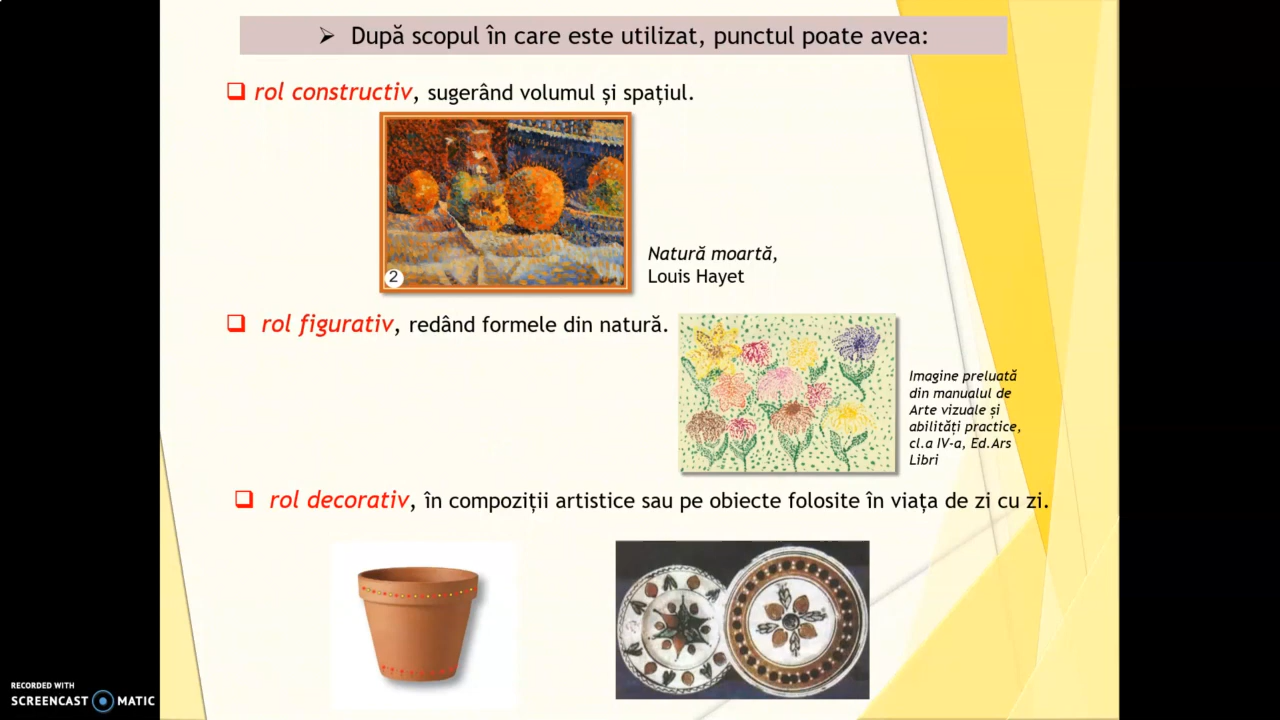 După scopul în care este utilizat, punctul poate avea:
rol constructiv, sugerând volumul și spațiul.
2
Natură moartă,
Louis Hayet
rol figurativ, redând formele din natură.
Imagine preluată
din manualul de
Arte vizuale și
abilități practice,
cl.a IV-a, Ed.Ars
Libri
rol decorativ, în compoziții artistice sau pe obiecte folosite în viața de zi cu zi.
RECORDED WITH
SCREENCAST MATIC